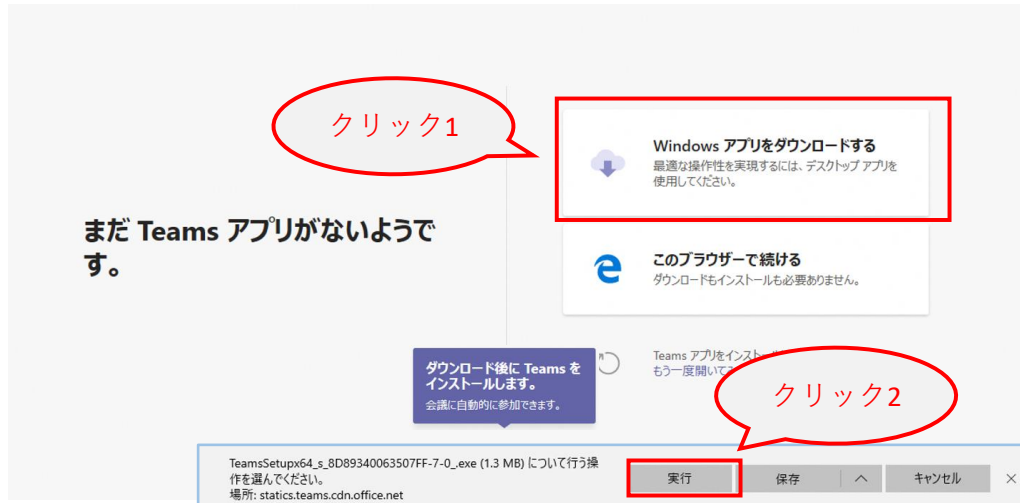 クリック1
Windows アプリをダウンロードする
最適な操作性を実現するには、デスクトップ アプリを
使用してください。
まだ Teams アプリがないようで
す。
このブラウザーで続ける
ダウンロードもインストールも必要ありません。
ダウンロード後に Teams を
インストールします。
会議に自動的に参加できます。
Teams アプリをインストール
もう一度開いて
クリック2
TeamsSetupx64_s_8D89340063507FF-7-0_.exe (1.3 MB) について行う操
作を選んでください。
場所: statics.teams.cdn.office.net
実行
保存
キャンセル